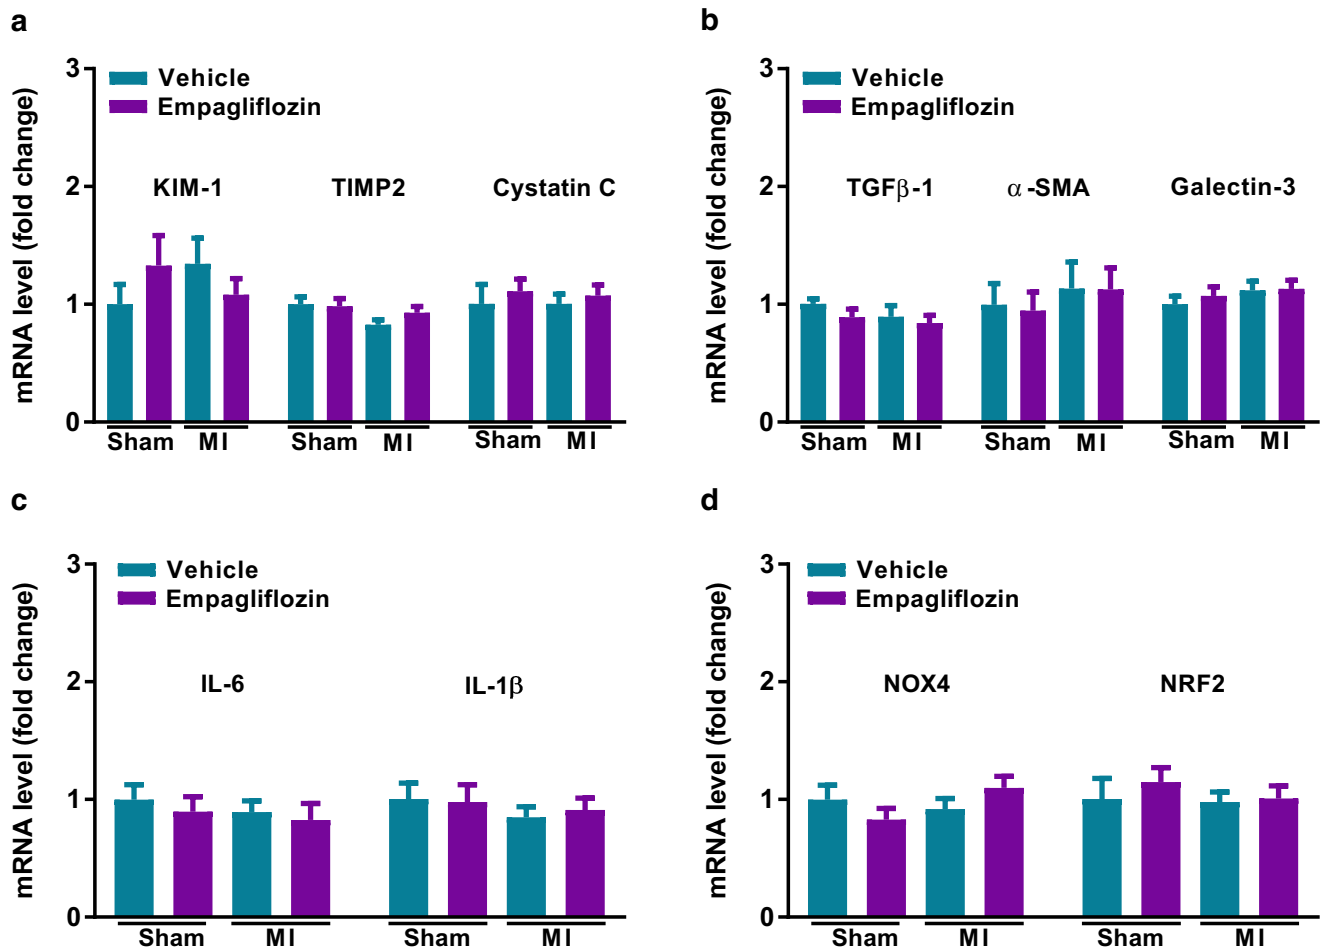 a
mRNA level (fold change)
3
2
1
0
Vehicle
Empagliflozin
KIM-1
TIMP2
Cystatin C
Sham
MI
Sham
MI
Sham
MI
b
mRNA level (fold change)
3
2
1
0
Vehicle
Empagliflozin
TGFβ-1
α-SMA
Galectin-3
Sham
MI
Sham
MI
Sham
MI
c
mRNA level (fold change)
3
2
1
0
Vehicle
Empagliflozin
IL-6
IL-1β
Sham
MI
Sham
MI
d
mRNA level (fold change)
3
2
1
0
Vehicle
Empagliflozin
NOX4
NRF2
Sham
MI
Sham
MI